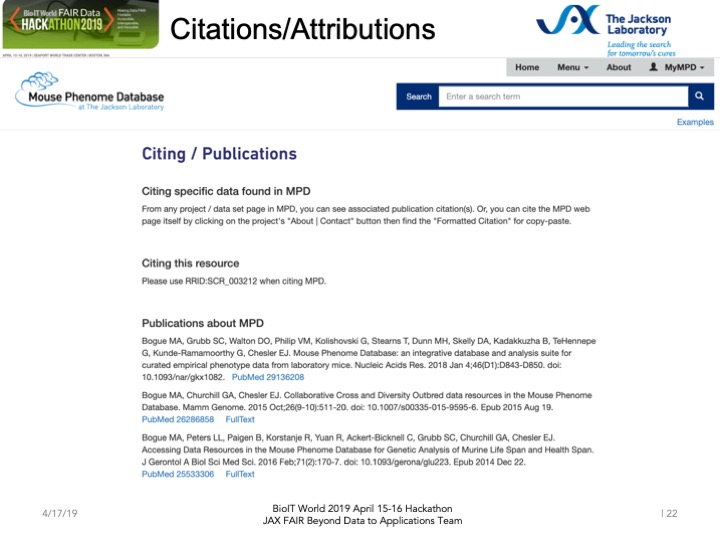 BioIT World FAIR Data
HACKATHON2019
APRIL 15-16, 2019 | SEAPORT WORLD TRADE CENTER | BOSTON, MA
Citations/Attributions
The Jackson
Laboratory
Leading the search
for tomorrow's cures
Home Menu About MyMPD
Mouse Phenome Database
at The Jackson Laboratory
Search Enter a search term
Examples
Citing / Publications
Citing specific data found in MPD
From any project / data set page in MPD, you can see associated publication citation(s). Or, you can cite the MPD web
page itself by clicking on the project's "About | Contact" button then find the "Formatted Citation" for copy-paste.
Citing this resource
Please use RRID:SCR_003212 when citing MPD.
Publications about MPD
Bogue MA, Grubb SC, Walton DO, Philip VM, Kolishovski G, Stearns T, Dunn MH, Skelly DA, Kadakkuzha B, TeHennepe
G, Kunde-Ramamoorthy G, Chesler EJ. Mouse Phenome Database: an integrative database and analysis suite for
curated empirical phenotype data from laboratory mice. Nucleic Acids Res. 2018 Jan 4;46(D1):D843-D850. doi:
10.1093/nar/gkx1082. PubMed 29136208
Bogue MA, Churchill GA, Chesler EJ. Collaborative Cross and Diversity Outbred data resources in the Mouse Phenome
Database. Mamm Genome. 2015 Oct;26(9-10):511-20. doi: 10.1007/s00335-015-9595-6. Epub 2015 Aug 19.
PubMed 26286858 FullText
Bogue MA, Peters LL, Paigen B, Korstanje R, Yuan R, Ackert-Bicknell C, Grubb SC, Churchill GA, Chesler EJ.
Accessing Data Resources in the Mouse Phenome Database for Genetic Analysis of Murine Life Span and Health Span.
J Gerontol A Biol Sci Med Sci. 2016 Feb;71(2):170-7. doi: 10.1093/gerona/glu223. Epub 2014 Dec 22.
PubMed 25533306 FullText
4/17/19
BioIT World 2019 April 15-16 Hackathon
JAX FAIR Beyond Data to Applications Team
| 22